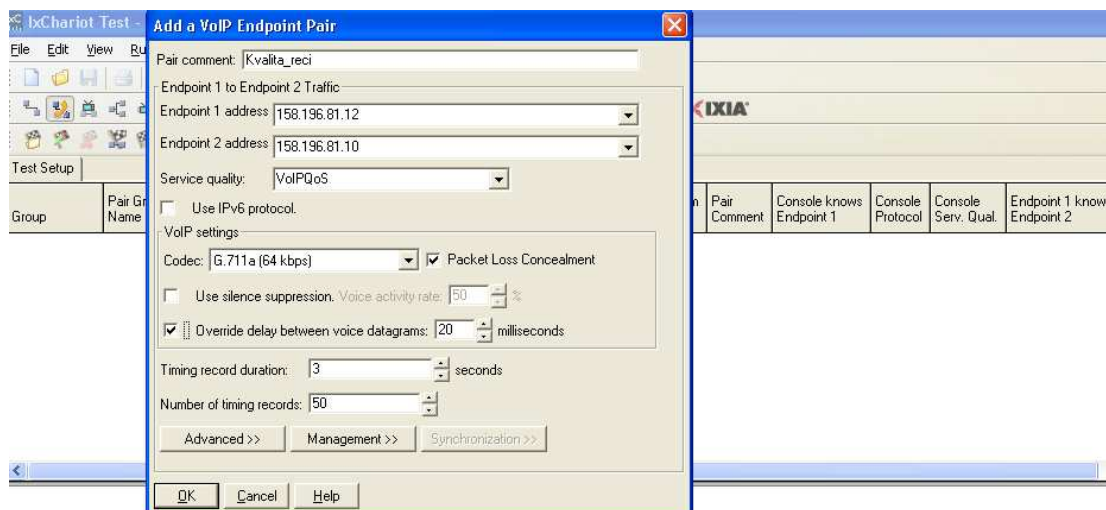 IxChariot Test -
Add a VoIP Endpoint Pair
File Edit View Ru
Pair comment: Kvalita_reci
Endpoint 1 to Endpoint 2 Traffic
Endpoint 1 address 158.196.81.12
IXIA
Endpoint 2 address 158.196.81.10
Test Setup
Service quality: VoIPQoS
Group
Pair Gr
Name
Use IPv6 protocol.
Pair
Comment
Console knows
Endpoint 1
Console
Protocol
Console
Serv. Qual.
Endpoint 1 know
Endpoint 2
VoIP settings
Codec: G.711a (64 kbps) Packet Loss Concealment
Use silence suppression. Voice activity rate: 50 %
Override delay between voice datagrams: 20 milliseconds
Timing record duration: 3 seconds
Number of timing records: 50
Advanced >> Management >> Synchronization >>
OK Cancel Help